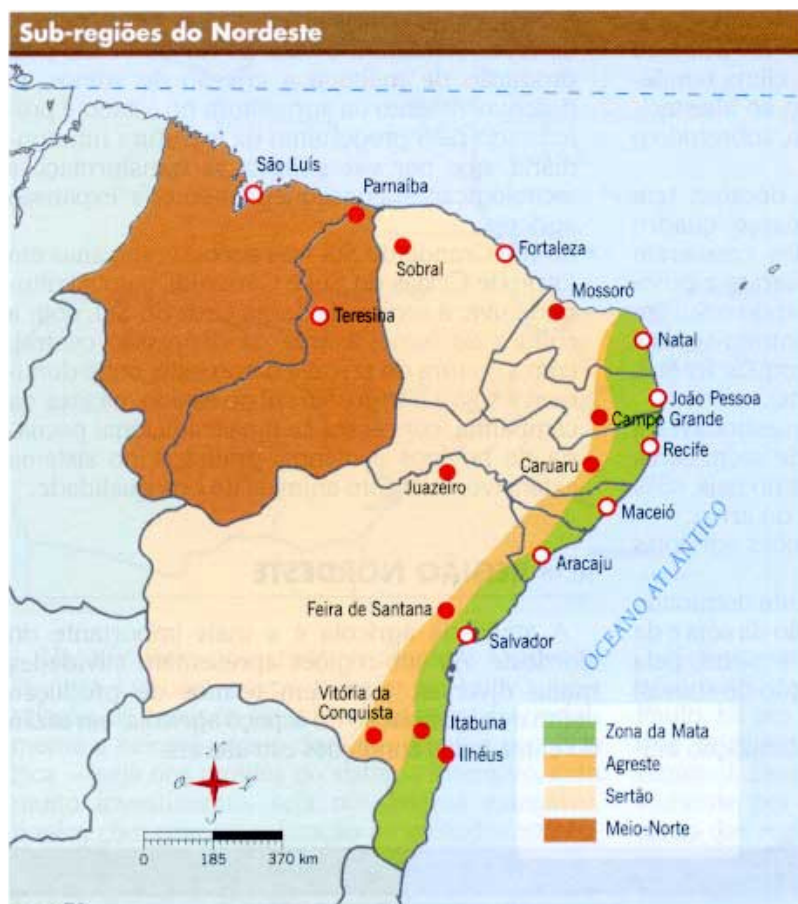 Sub-regiões do Nordeste
São Luís
Parnaíba
Sobral
Fortaleza
Mossoró
Teresina
Natal
João Pessoa
Campo Grande
Recife
Caruaru
Juazeiro
Maceió
Aracaju
OCEANO ATLÂNTICO
Feira de Santana
Salvador
Vitória da
Conquista
Itabuna
Ilhéus
Zona da Mata
Agreste
Sertão
Meio-Norte
0 185 370 km